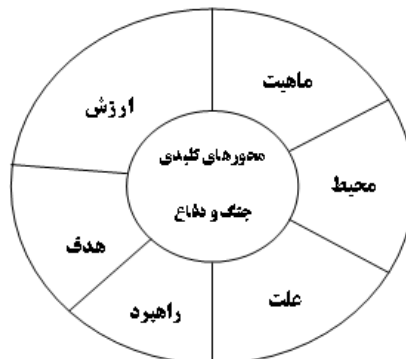 ماهیت
ارزش
محورهای کلیدی
محیط
جنگ و دفاع
هدف
علت
راهبرد